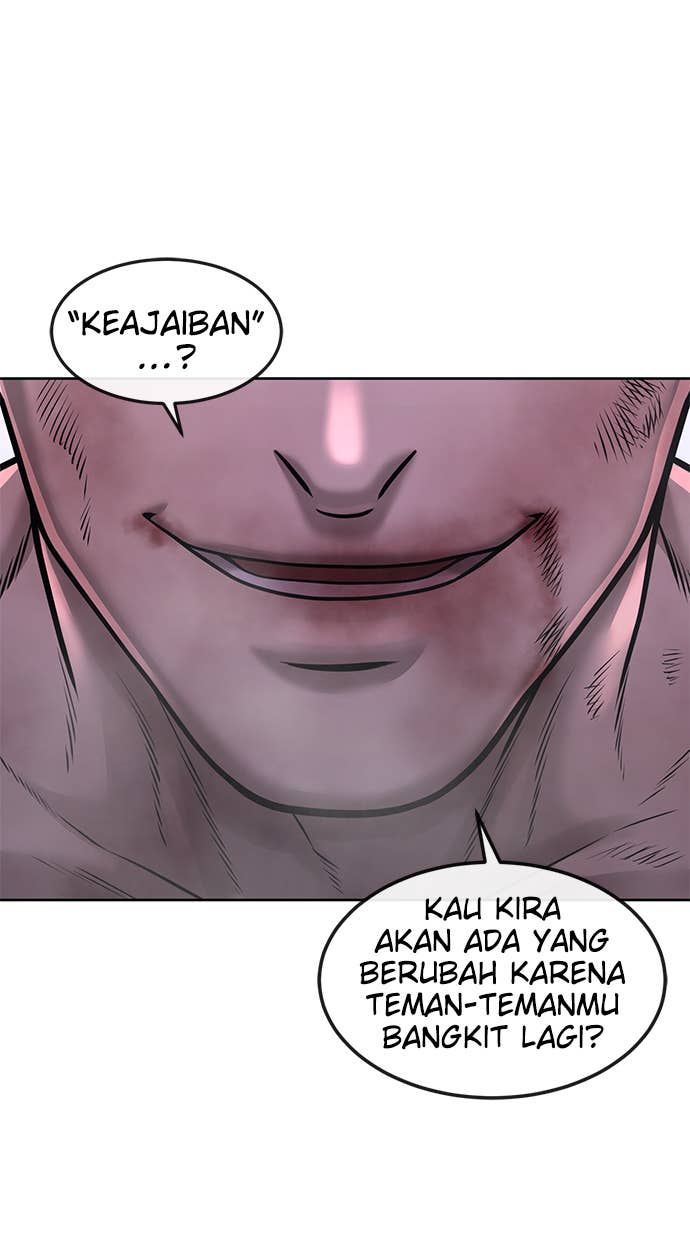 "KEAJAIBAN"
...?
KAU KIRA
AKAN ADA YANG
BERUBAH KARENA
TEMAN-TEMANMU
BANGKIT LAGI?